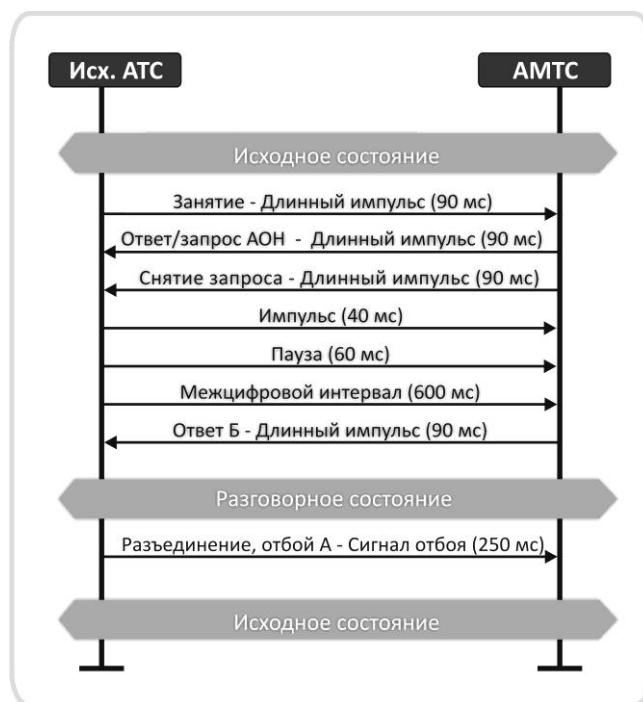 Исх. АТС
АМТС
Исходное состояние
Занятие - Длинный импульс (90 мс)
Ответ/запрос АОН - Длинный импульс (90 мс)
Снятие запроса - Длинный импульс (90 мс)
Импульс (40 мс)
Пауза (60 мс)
Межцифровой интервал (600 мс)
Ответ Б - Длинный импульс (90 мс)
Разговорное состояние
Разъединение, отбой А - Сигнал отбоя (250 мс)
Исходное состояние